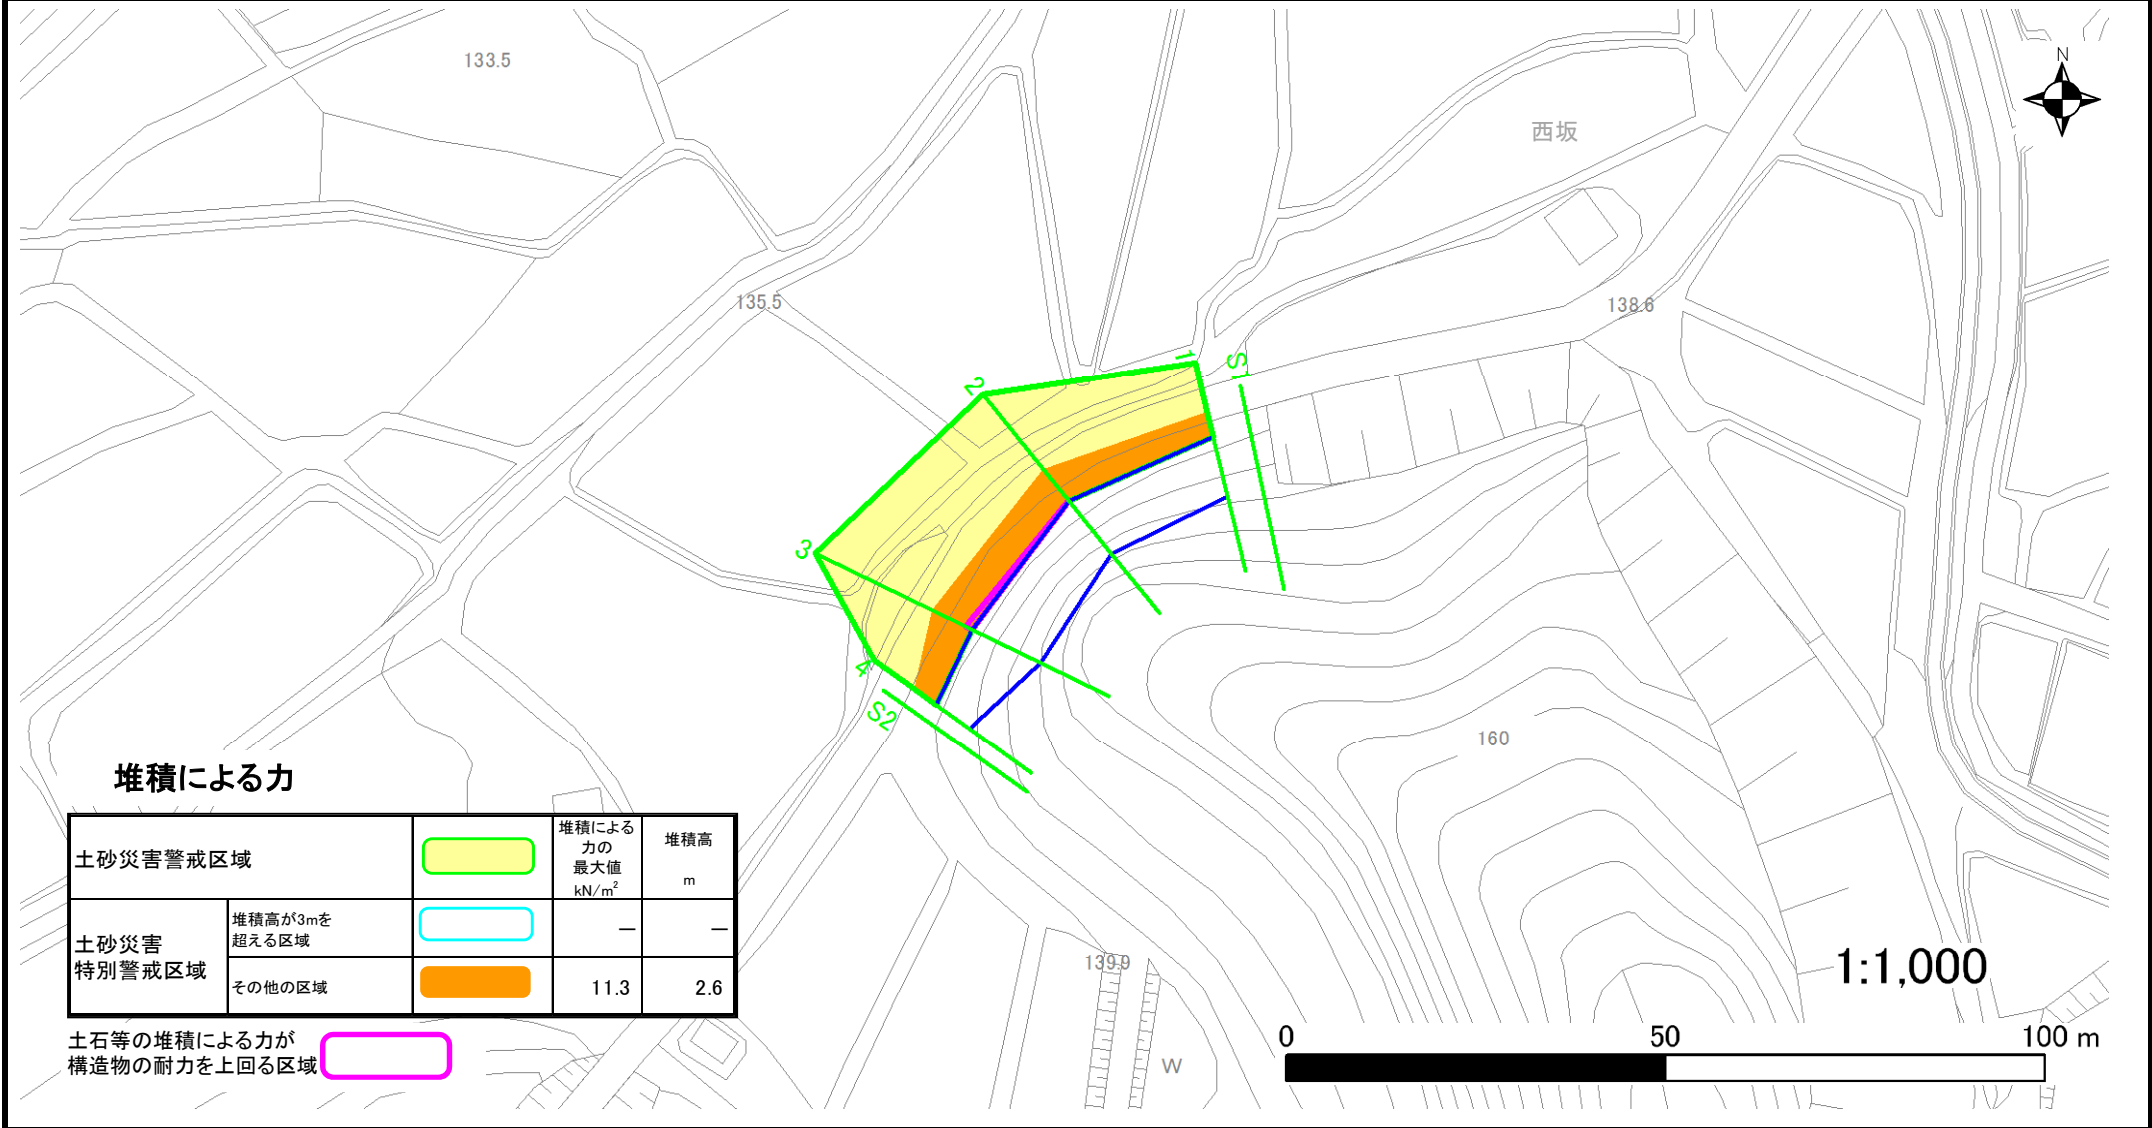 133.5
N
西坂
135.5
138.6
1
S1
2
3
4
S2
160
139.9
W
堆積による力
土砂災害警戒区域
堆積による
力の
最大値
kN/m²
堆積高
m
土砂災害
特別警戒区域
堆積高が3mを
超える区域
―
―
その他の区域
11.3
2.6
土石等の堆積による力が
構造物の耐力を上回る区域
1:1,000
0 50 100 m